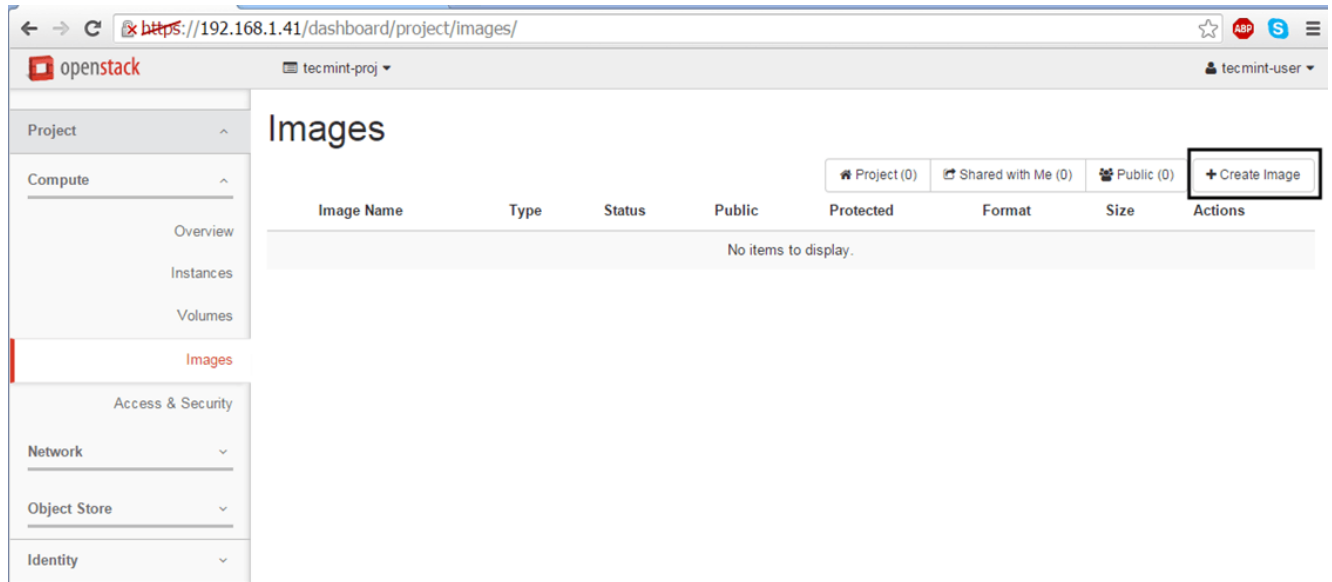 https://192.168.1.41/dashboard/project/images/
ABP
S
openstack
tecmint-proj
tecmint-user
Project
Images
Compute
Project (0)
Shared with Me (0)
Public (0)
+ Create Image
Image Name Type Status Public Protected Format Size Actions
Overview
No items to display.
Instances
Volumes
Images
Access & Security
Network
Object Store
Identity